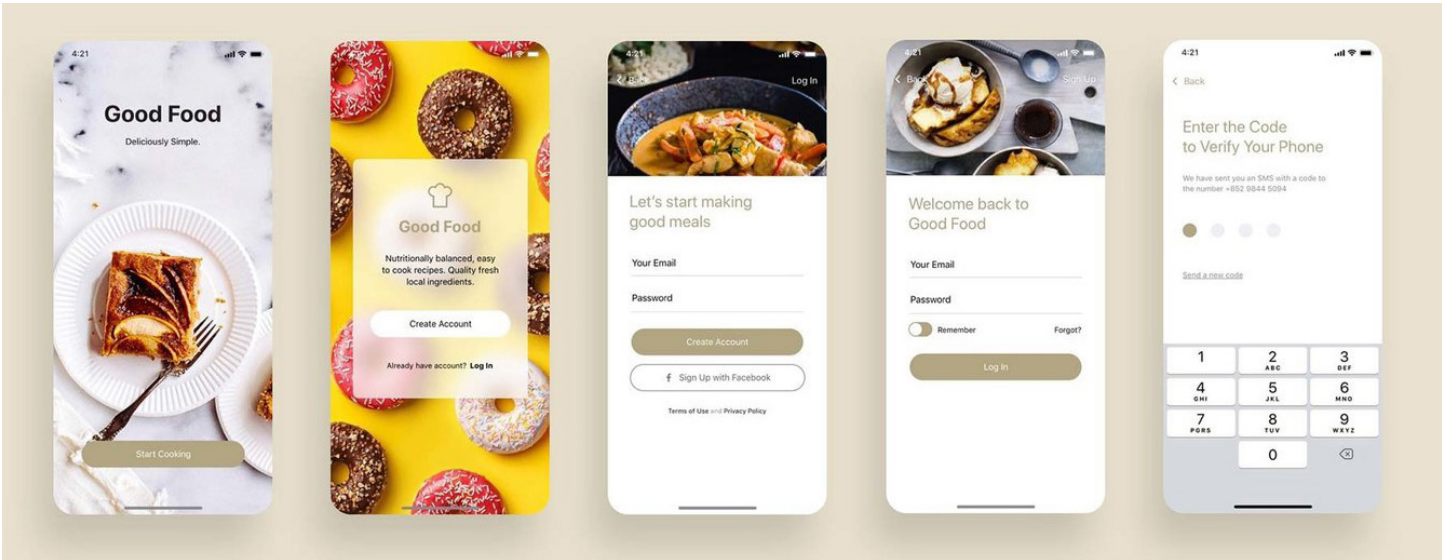 4:21
Good Food
Deliciously Simple.
Start Cooking
Good Food
Nutritionally balanced, easy
to cook recipes. Quality fresh
local ingredients.
Create Account
Already have account? Log In
4:21
Back
Log In
Let's start making
good meals
Your Email
Password
Create Account
f Sign Up with Facebook
Terms of Use and Privacy Policy
4:21
Back
Sign Up
Welcome back to
Good Food
Your Email
Password
Remember
Forgot?
Log In
4:21
Back
Enter the Code
to Verify Your Phone
We have sent you an SMS with a code to
the number +852 9844 5094
Send a new code
1 2 3
ABC DEF
4 5 6
GHI JKL MNO
7 8 9
PQRS TUV WXYZ
0